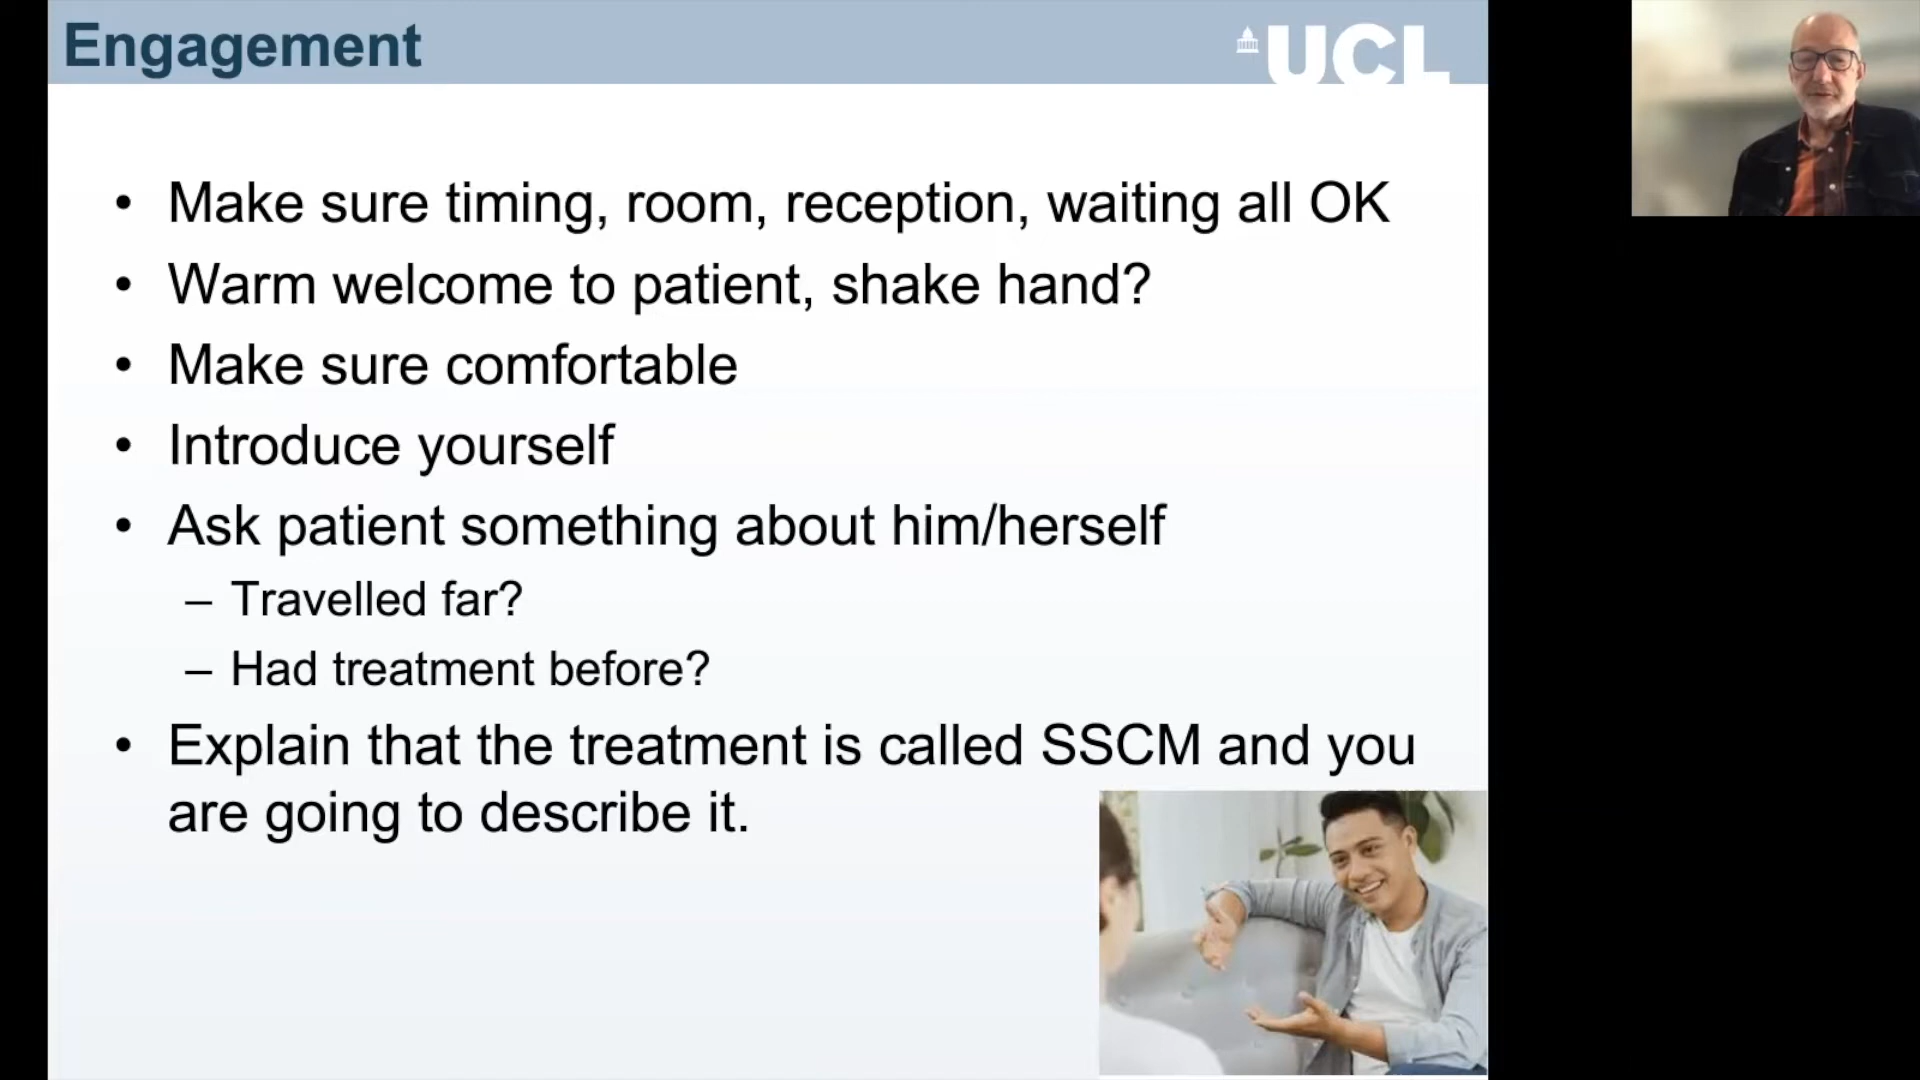 Engagement
UCL
• Make sure timing, room, reception, waiting all OK
• Warm welcome to patient, shake hand?
• Make sure comfortable
• Introduce yourself
• Ask patient something about him/herself
– Travelled far?
– Had treatment before?
• Explain that the treatment is called SSCM and you
are going to describe it.